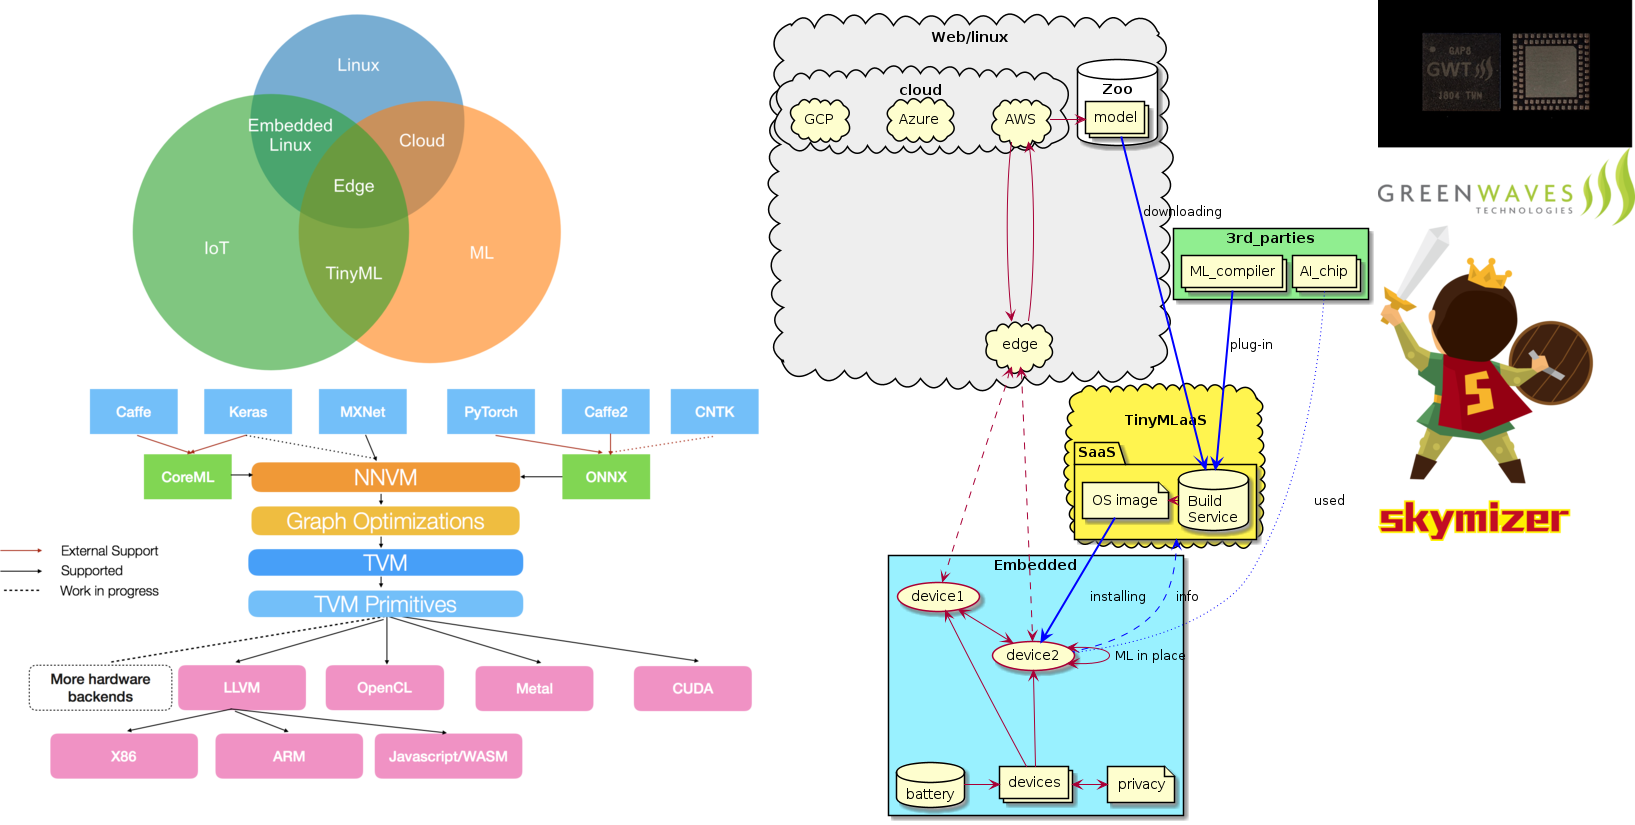 Linux
Embedded
Linux
Cloud
Edge
IoT
ML
TinyML
Caffe
Keras
MXNet
PyTorch
Caffe2
CNTK
CoreML
NNVM
ONNX
Graph Optimizations
TVM
TVM Primitives
External Support
Supported
Work in progress
More hardware
backends
LLVM
OpenCL
Metal
CUDA
X86
ARM
Javascript/WASM
Web/linux
cloud
GCP
Azure
AWS
Zoo
model
downloading
3rd_parties
ML_compiler
AI_chip
plug-in
edge
TinyMLaaS
SaaS
OS image
Build
Service
used
Embedded
device1
installing
info
device2
ML in place
battery
devices
privacy
GAP8
GWT
1804 TWN
GREENWAVES
TECHNOLOGIES
S
skymizer